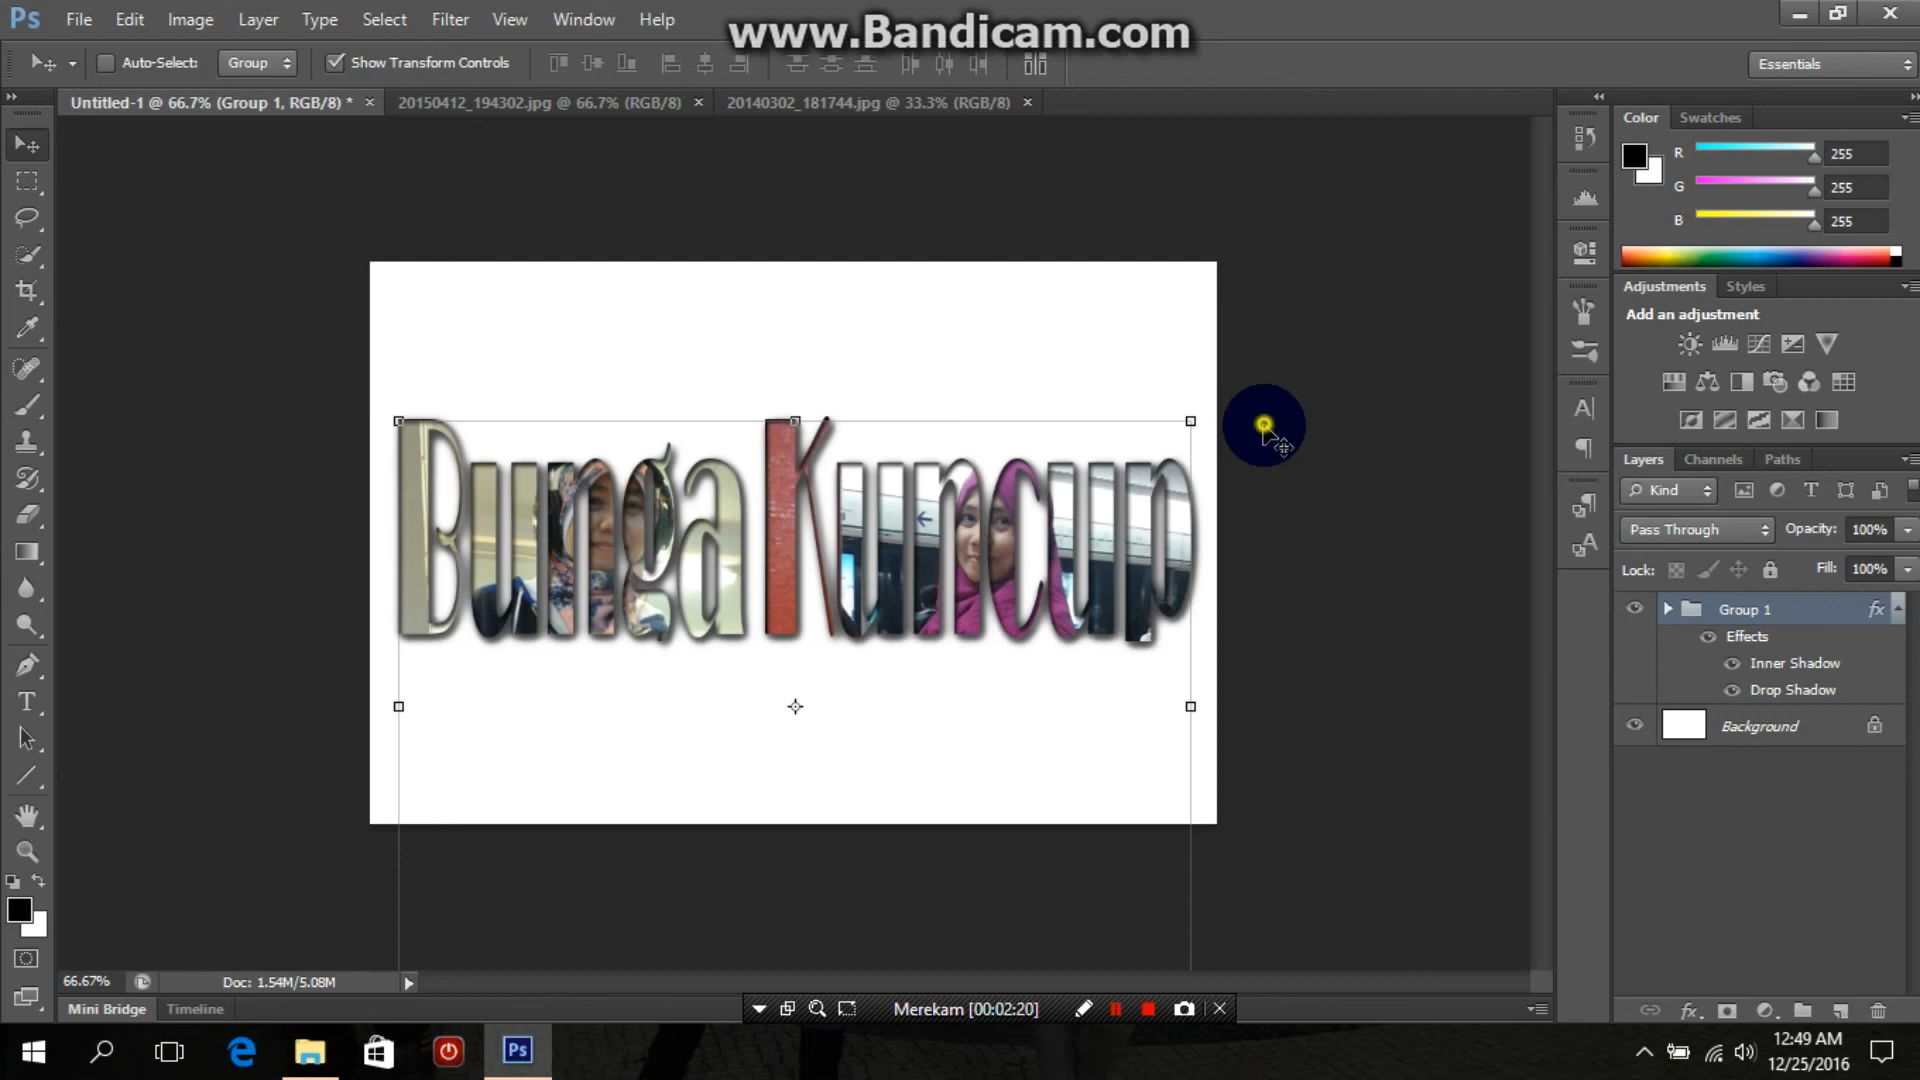 Ps File Edit Image Layer Type Select Filter View Window Help
www.Bandicam.com
Auto-Select: Group Show Transform Controls Essentials
Untitled-1 @ 66.7% (Group 1, RGB/8) * × 20150412_194302.jpg @ 66.7% (RGB/8) × 20140302_181744.jpg @ 33.3% (RGB/8) ×
Color Swatches
R 255
G 255
B 255
Adjustments Styles
Add an adjustment
Bunga Kuncup
Layers Channels Paths
Kind
Pass Through Opacity: 100%
Lock: Fill: 100%
Group 1 fx
Effects
Inner Shadow
Drop Shadow
Background
66.67% Doc: 1.54M/5.08M
Mini Bridge Timeline
Merekam [00:02:20]
fx
Ps
12:49 AM
12/25/2016